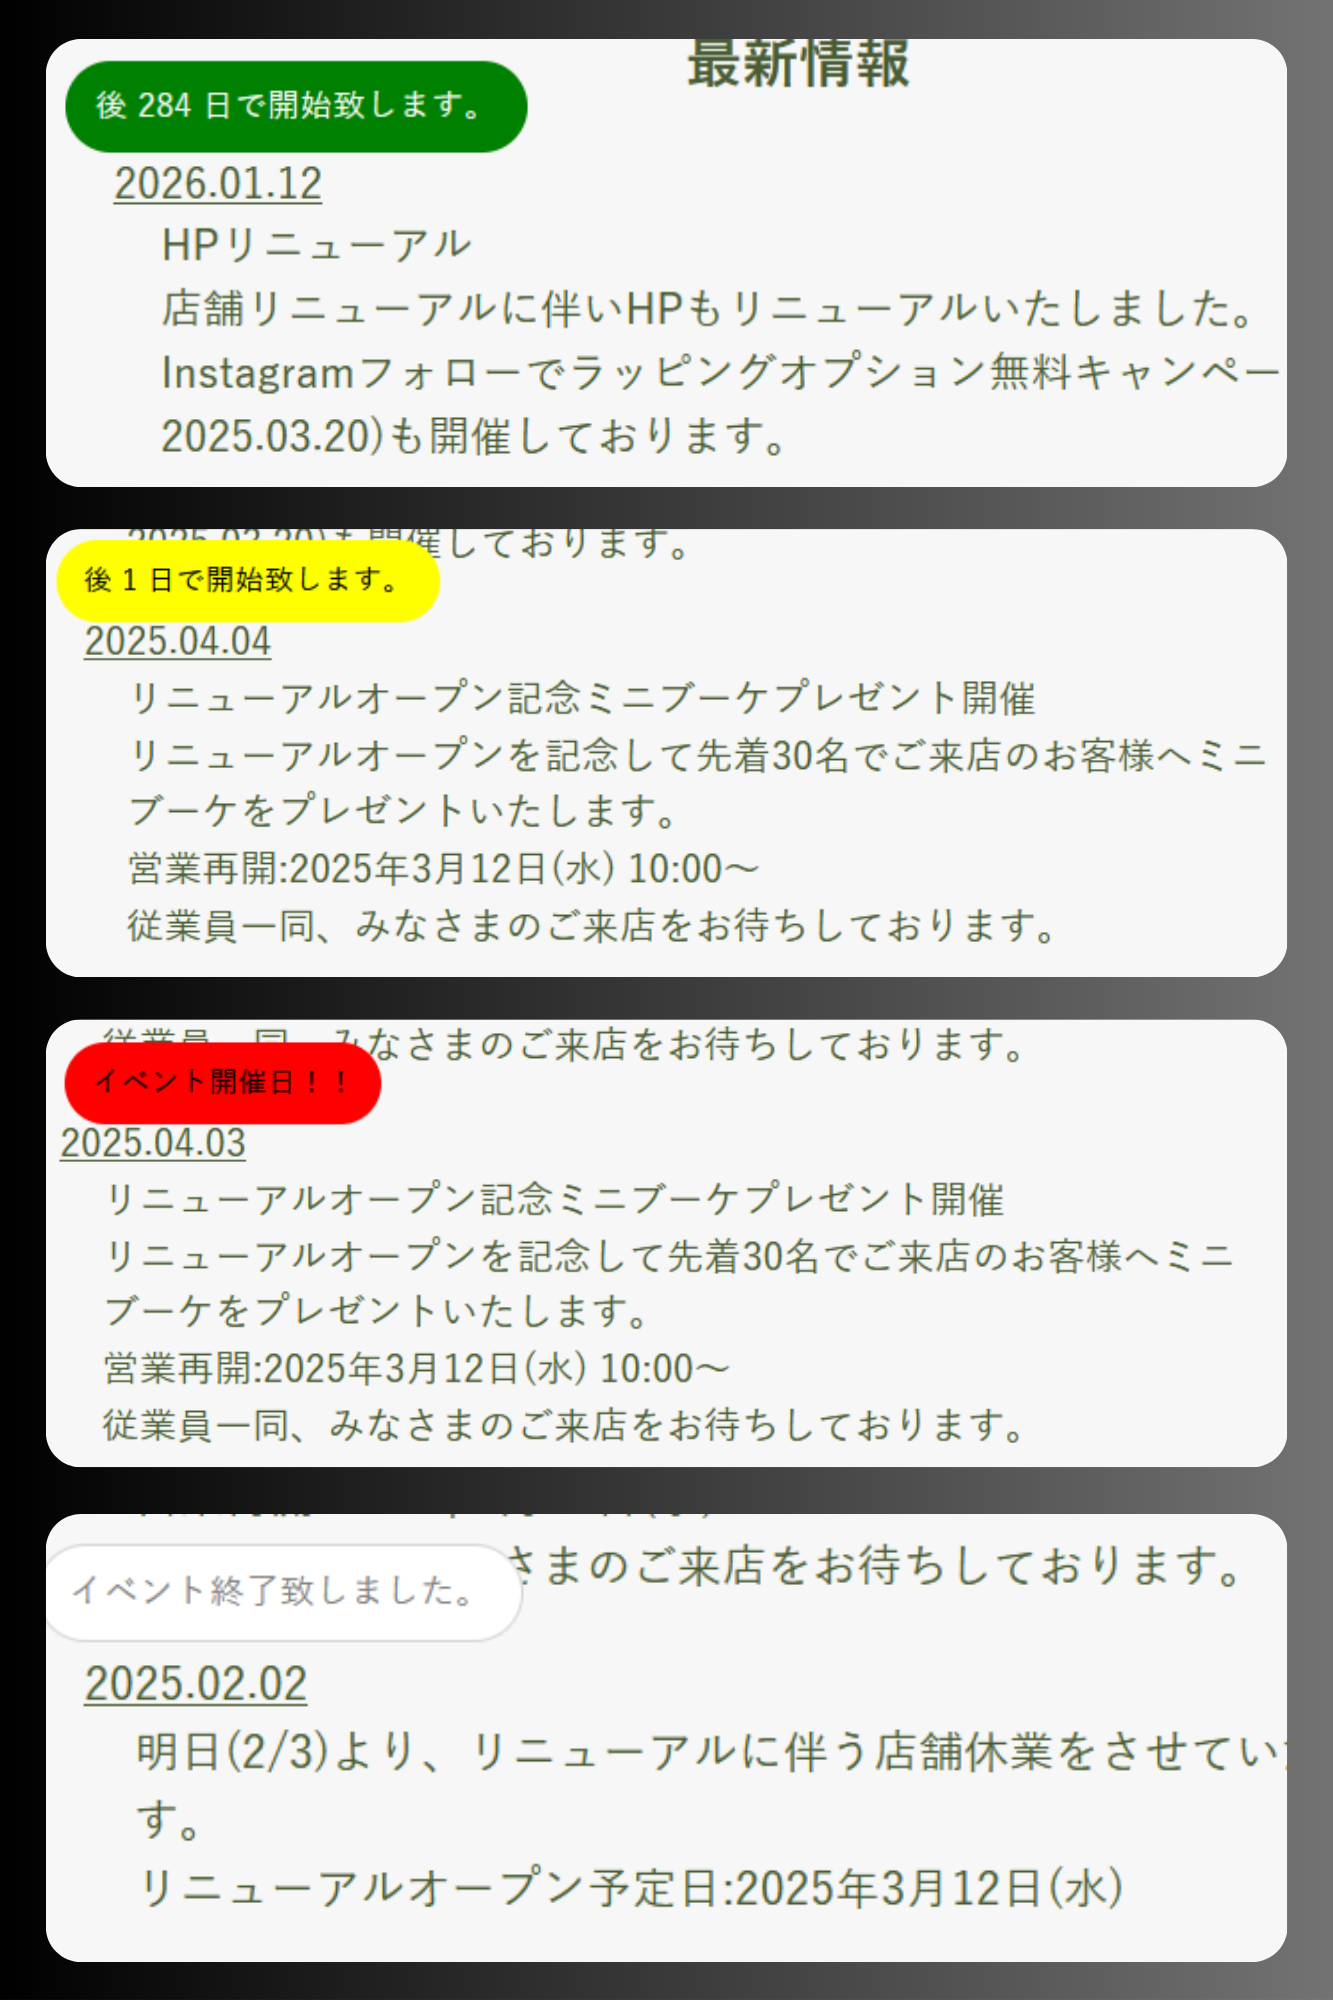 最新情報
後 284 日で開始致します。
2026.01.12
HPリニューアル
店舗リニューアルに伴いHPもリニューアルいたしました。
Instagramフォローでラッピングオプション無料キャンペー
2025.03.20)も開催しております。
2025.03.20)も開催しております。
後 1 日で開始致します。
2025.04.04
リニューアルオープン記念ミニブーケプレゼント開催
リニューアルオープンを記念して先着30名でご来店のお客様へミニ
ブーケをプレゼントいたします。
営業再開:2025年3月12日(水) 10:00〜
従業員一同、みなさまのご来店をお待ちしております。
従業員一同、みなさまのご来店をお待ちしております。
イベント開催日！！
2025.04.03
リニューアルオープン記念ミニブーケプレゼント開催
リニューアルオープンを記念して先着30名でご来店のお客様へミニ
ブーケをプレゼントいたします。
営業再開:2025年3月12日(水) 10:00〜
従業員一同、みなさまのご来店をお待ちしております。
さまのご来店をお待ちしております。
イベント終了致しました。
2025.02.02
明日(2/3)より、リニューアルに伴う店舗休業をさせてい
す。
リニューアルオープン予定日:2025年3月12日(水)